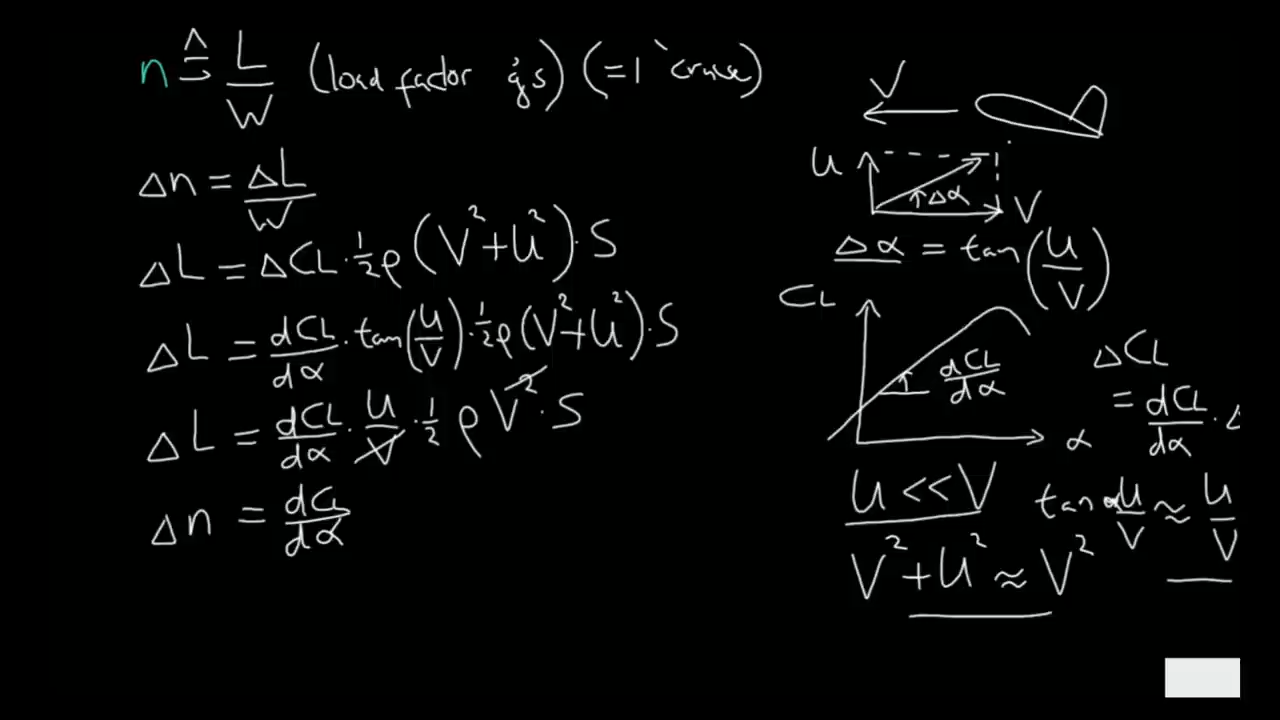 n ≙ L/W (load factor g's) (=1 cruise)
Δn = ΔL/W
ΔL = ΔCL · ½ρ(V²+U²)·S
ΔL = dCL/dα · tan(U/V) · ½ρ(V²+U²)·S
ΔL = dCL/dα · U/V · ½ρV²·S
Δn = dCL/dα
V
U
Δα
V
Δα = tan(U/V)
CL
dCL/dα
α
ΔCL
= dCL/dα ·
U << V
tan U/V ≈ U/V
V²+U² ≈ V²